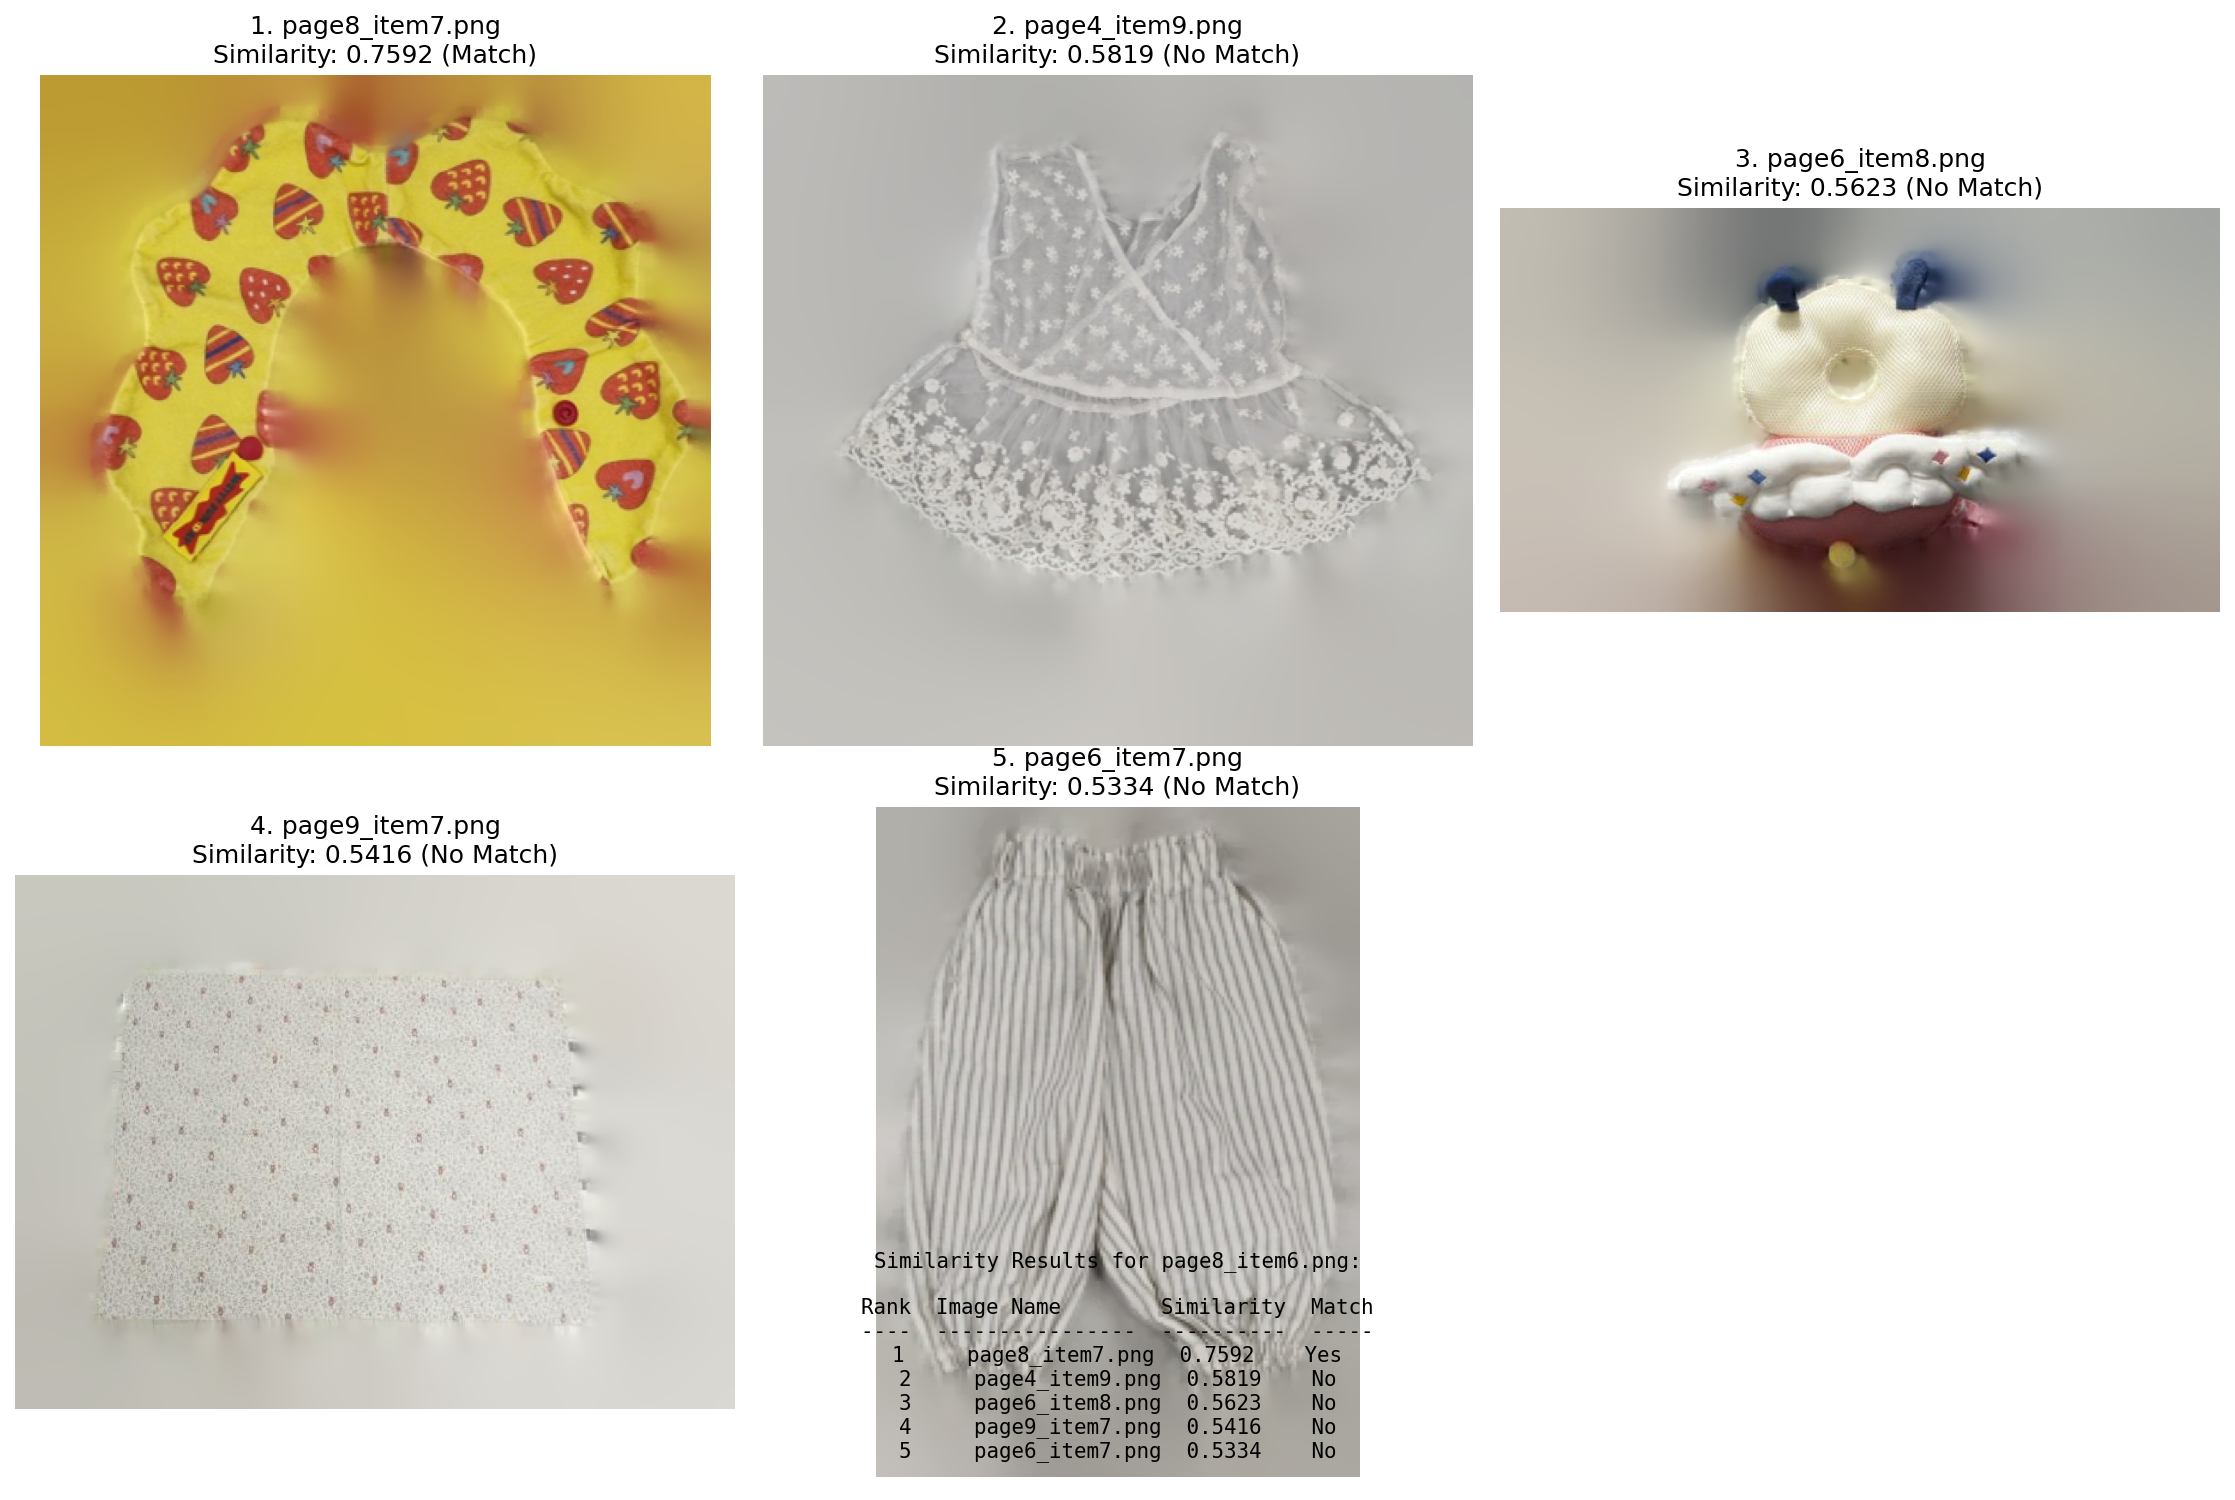 1. page8_item7.png
Similarity: 0.7592 (Match)
2. page4_item9.png
Similarity: 0.5819 (No Match)
3. page6_item8.png
Similarity: 0.5623 (No Match)
4. page9_item7.png
Similarity: 0.5416 (No Match)
5. page6_item7.png
Similarity: 0.5334 (No Match)
Similarity Results for page8_item6.png:
Rank  Image Name        Similarity  Match
----  ----------------  ----------  -----
1     page8_item7.png  0.7592    Yes
2     page4_item9.png  0.5819    No
3     page6_item8.png  0.5623    No
4     page9_item7.png  0.5416    No
5     page6_item7.png  0.5334    No